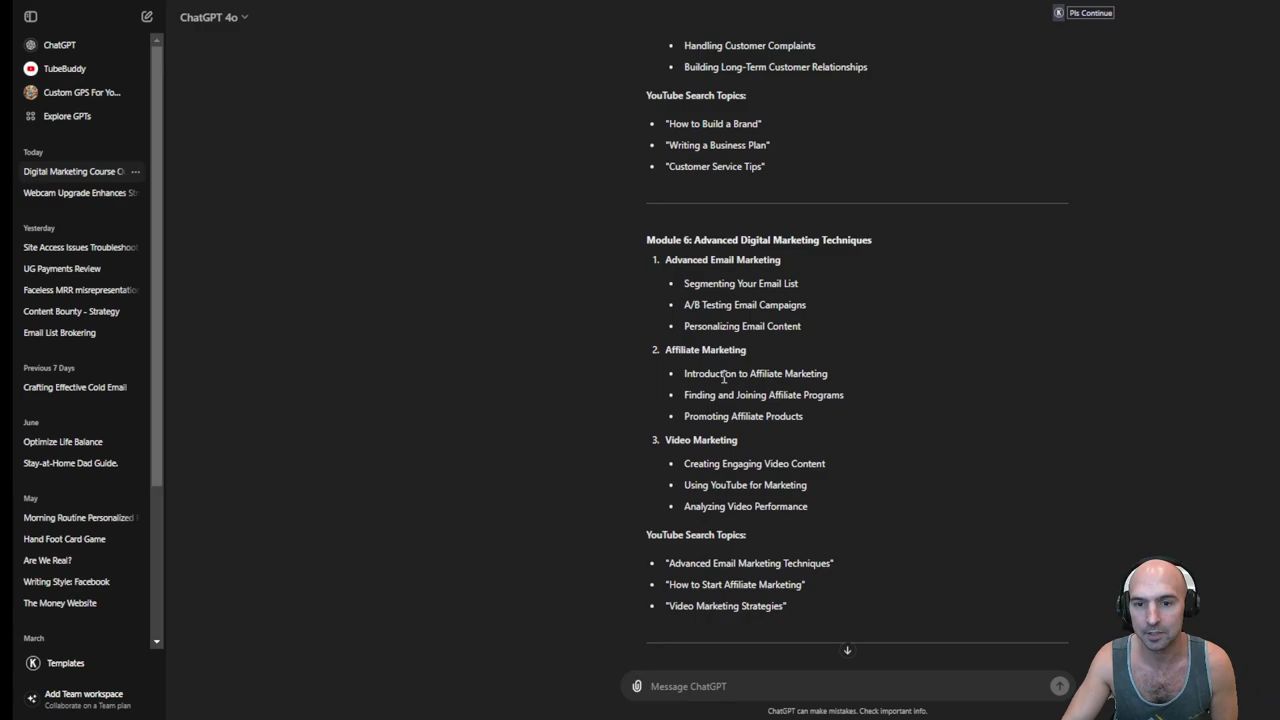 ChatGPT 4o
Pls Continue
ChatGPT
TubeBuddy
Custom GPS For Yo...
Explore GPTs
Today
Digital Marketing Course O
Webcam Upgrade Enhances Str
Yesterday
Site Access Issues Troubleshoot
UG Payments Review
Faceless MRR misrepresentatio
Content Bounty - Strategy
Email List Brokering
Previous 7 Days
Crafting Effective Cold Email
June
Optimize Life Balance
Stay-at-Home Dad Guide.
May
Morning Routine Personalized
Hand Foot Card Game
Are We Real?
Writing Style: Facebook
The Money Website
March
Templates
Add Team workspace
Collaborate on a Team plan
• Handling Customer Complaints
• Building Long-Term Customer Relationships
YouTube Search Topics:
• "How to Build a Brand"
• "Writing a Business Plan"
• "Customer Service Tips"
Module 6: Advanced Digital Marketing Techniques
1. Advanced Email Marketing
• Segmenting Your Email List
• A/B Testing Email Campaigns
• Personalizing Email Content
2. Affiliate Marketing
• Introduction to Affiliate Marketing
• Finding and Joining Affiliate Programs
• Promoting Affiliate Products
3. Video Marketing
• Creating Engaging Video Content
• Using YouTube for Marketing
• Analyzing Video Performance
YouTube Search Topics:
• "Advanced Email Marketing Techniques"
• "How to Start Affiliate Marketing"
• "Video Marketing Strategies"
Message ChatGPT
ChatGPT can make mistakes. Check important info.